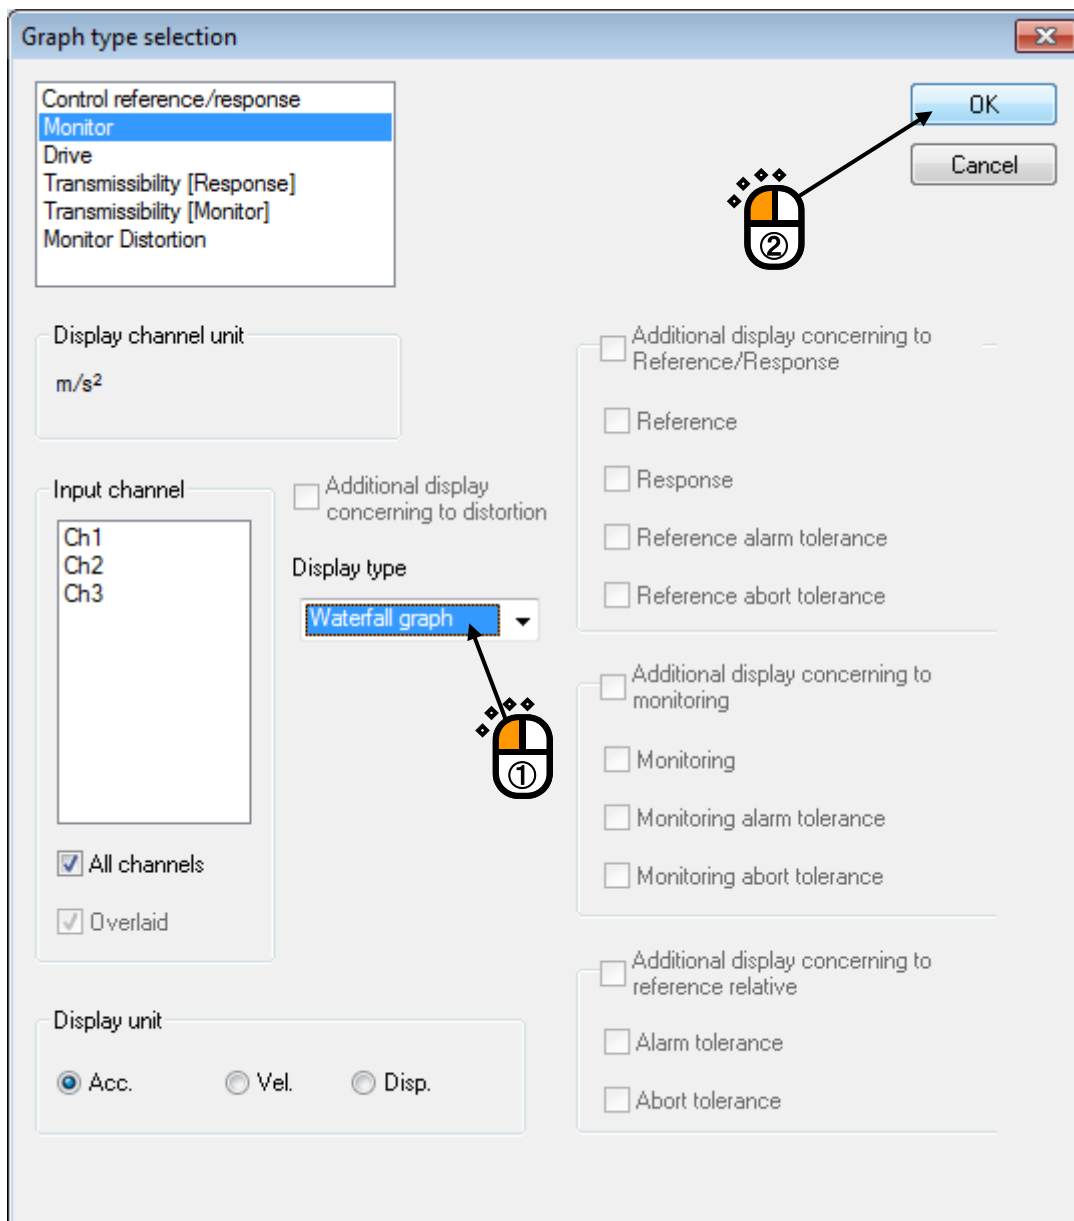 Graph type selection
Control reference/response
Monitor
Drive
Transmissibility [Response]
Transmissibility [Monitor]
Monitor Distortion
OK
Cancel
②
Display channel unit
m/s²
Additional display concerning to
Reference/Response
Reference
Response
Reference alarm tolerance
Reference abort tolerance
Input channel
Ch1
Ch2
Ch3
All channels
Overlaid
Additional display
concerning to distortion
Display type
Waterfall graph
①
Additional display concerning to
monitoring
Monitoring
Monitoring alarm tolerance
Monitoring abort tolerance
Additional display concerning to
reference relative
Alarm tolerance
Abort tolerance
Display unit
Acc.
Vel.
Disp.